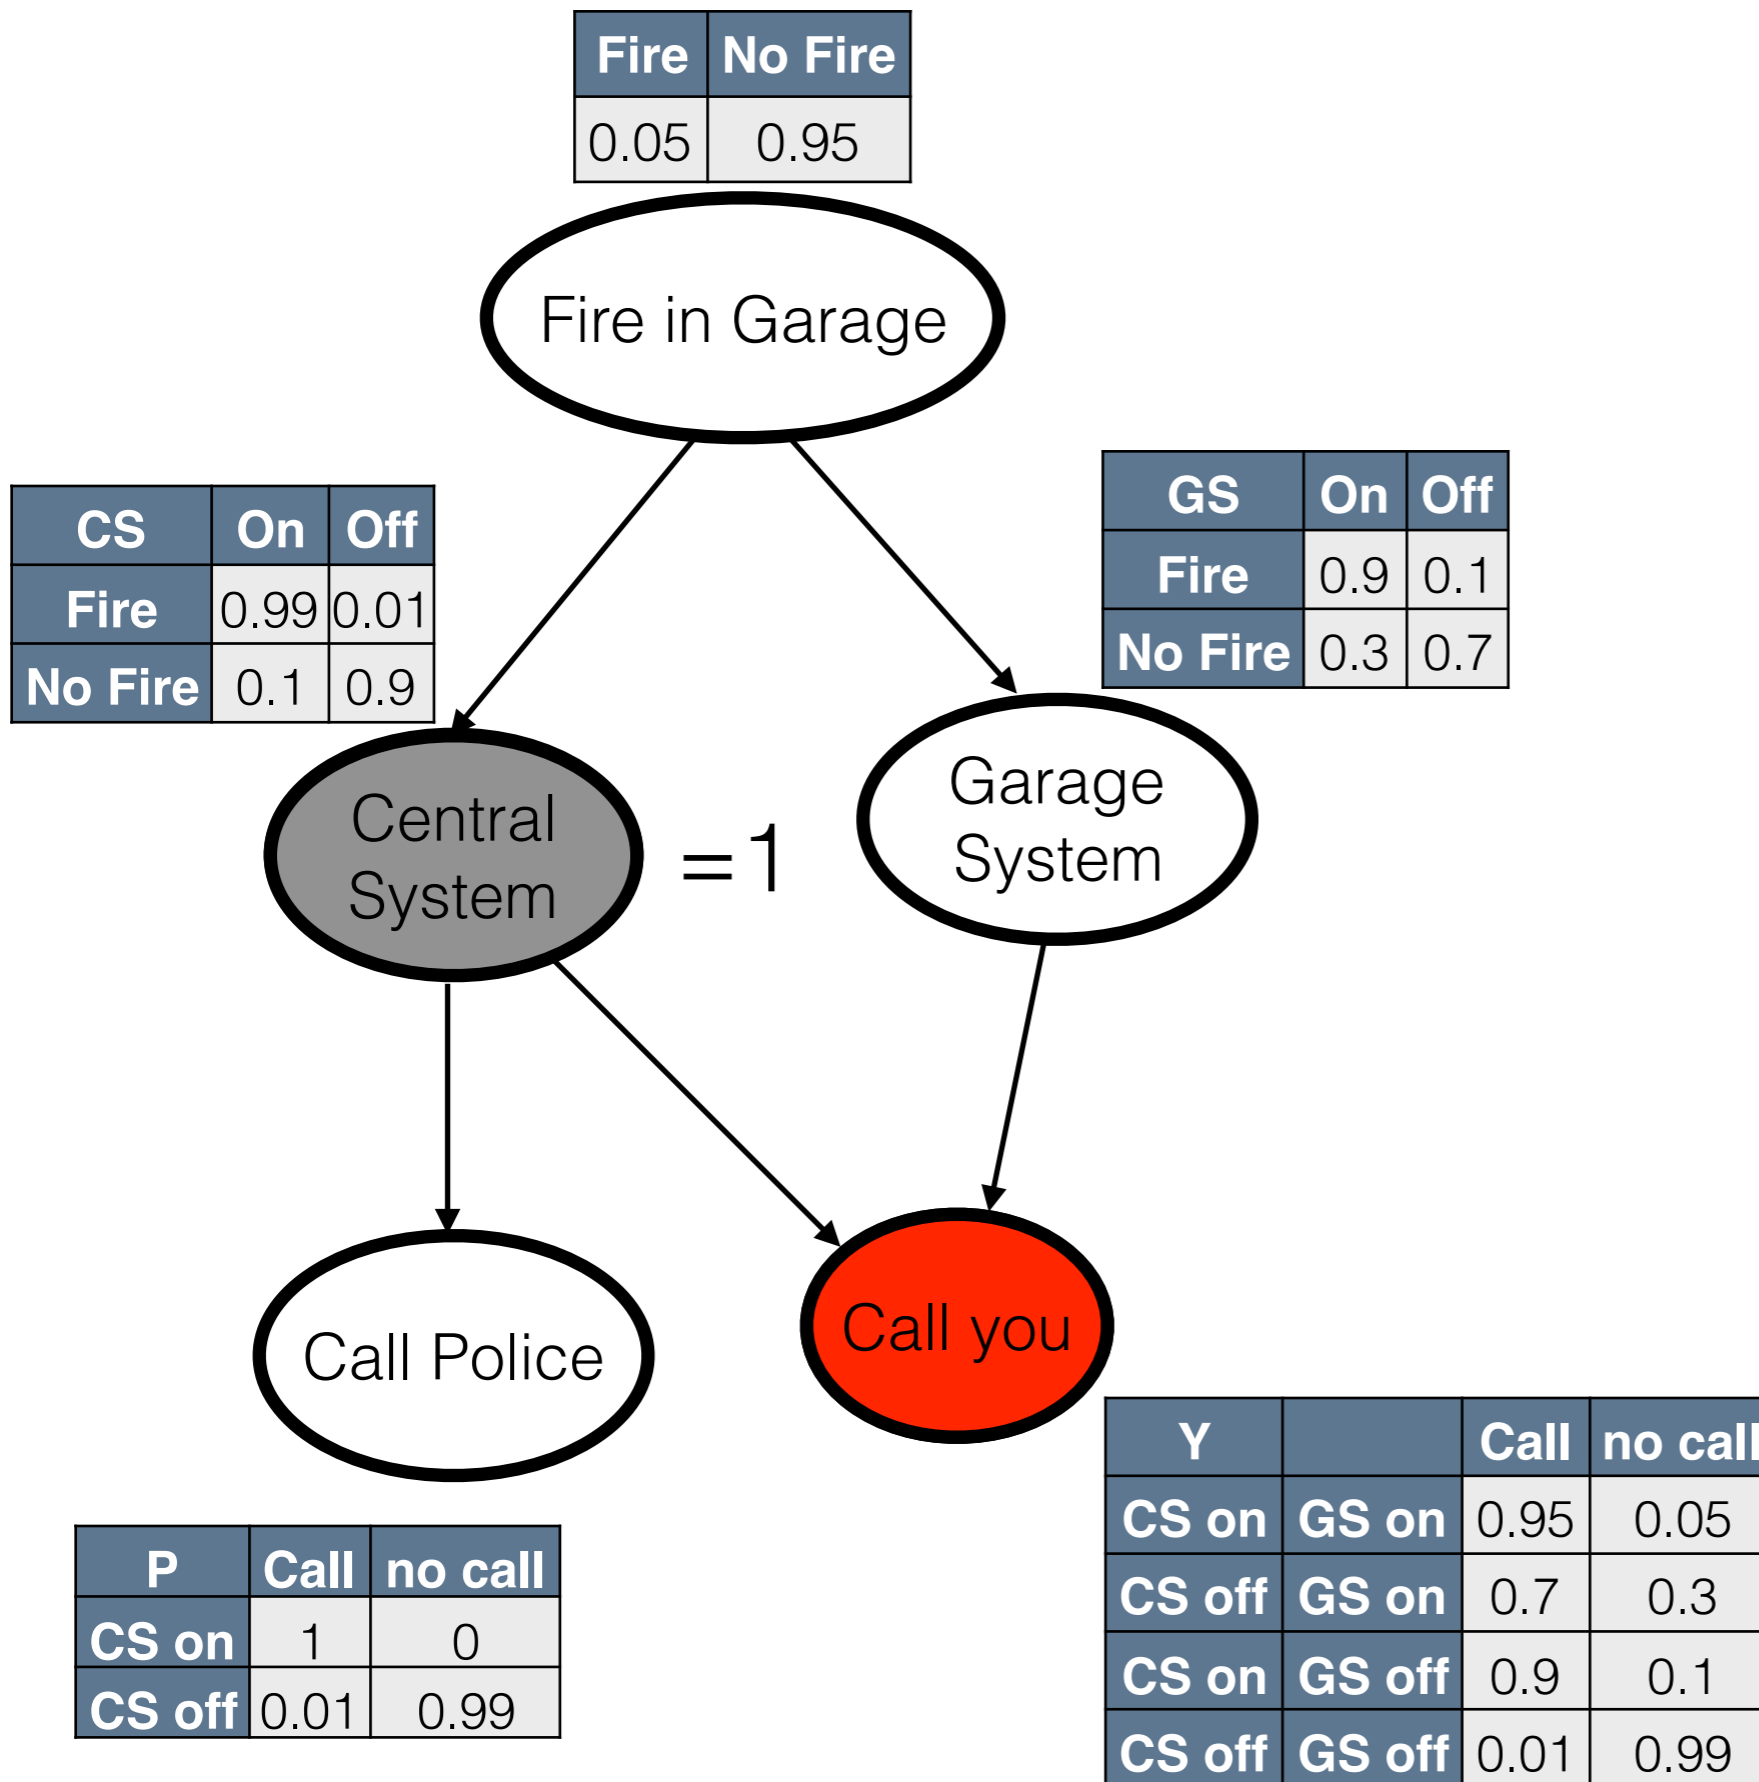 Fire No Fire
0.05 0.95
Fire in Garage
CS On Off
Fire 0.99 0.01
No Fire 0.1 0.9
GS On Off
Fire 0.9 0.1
No Fire 0.3 0.7
Central
System
=1
Garage
System
Call Police
Call you
P Call no call
CS on 1 0
CS off 0.01 0.99
Y Call no call
CS on GS on 0.95 0.05
CS off GS on 0.7 0.3
CS on GS off 0.9 0.1
CS off GS off 0.01 0.99